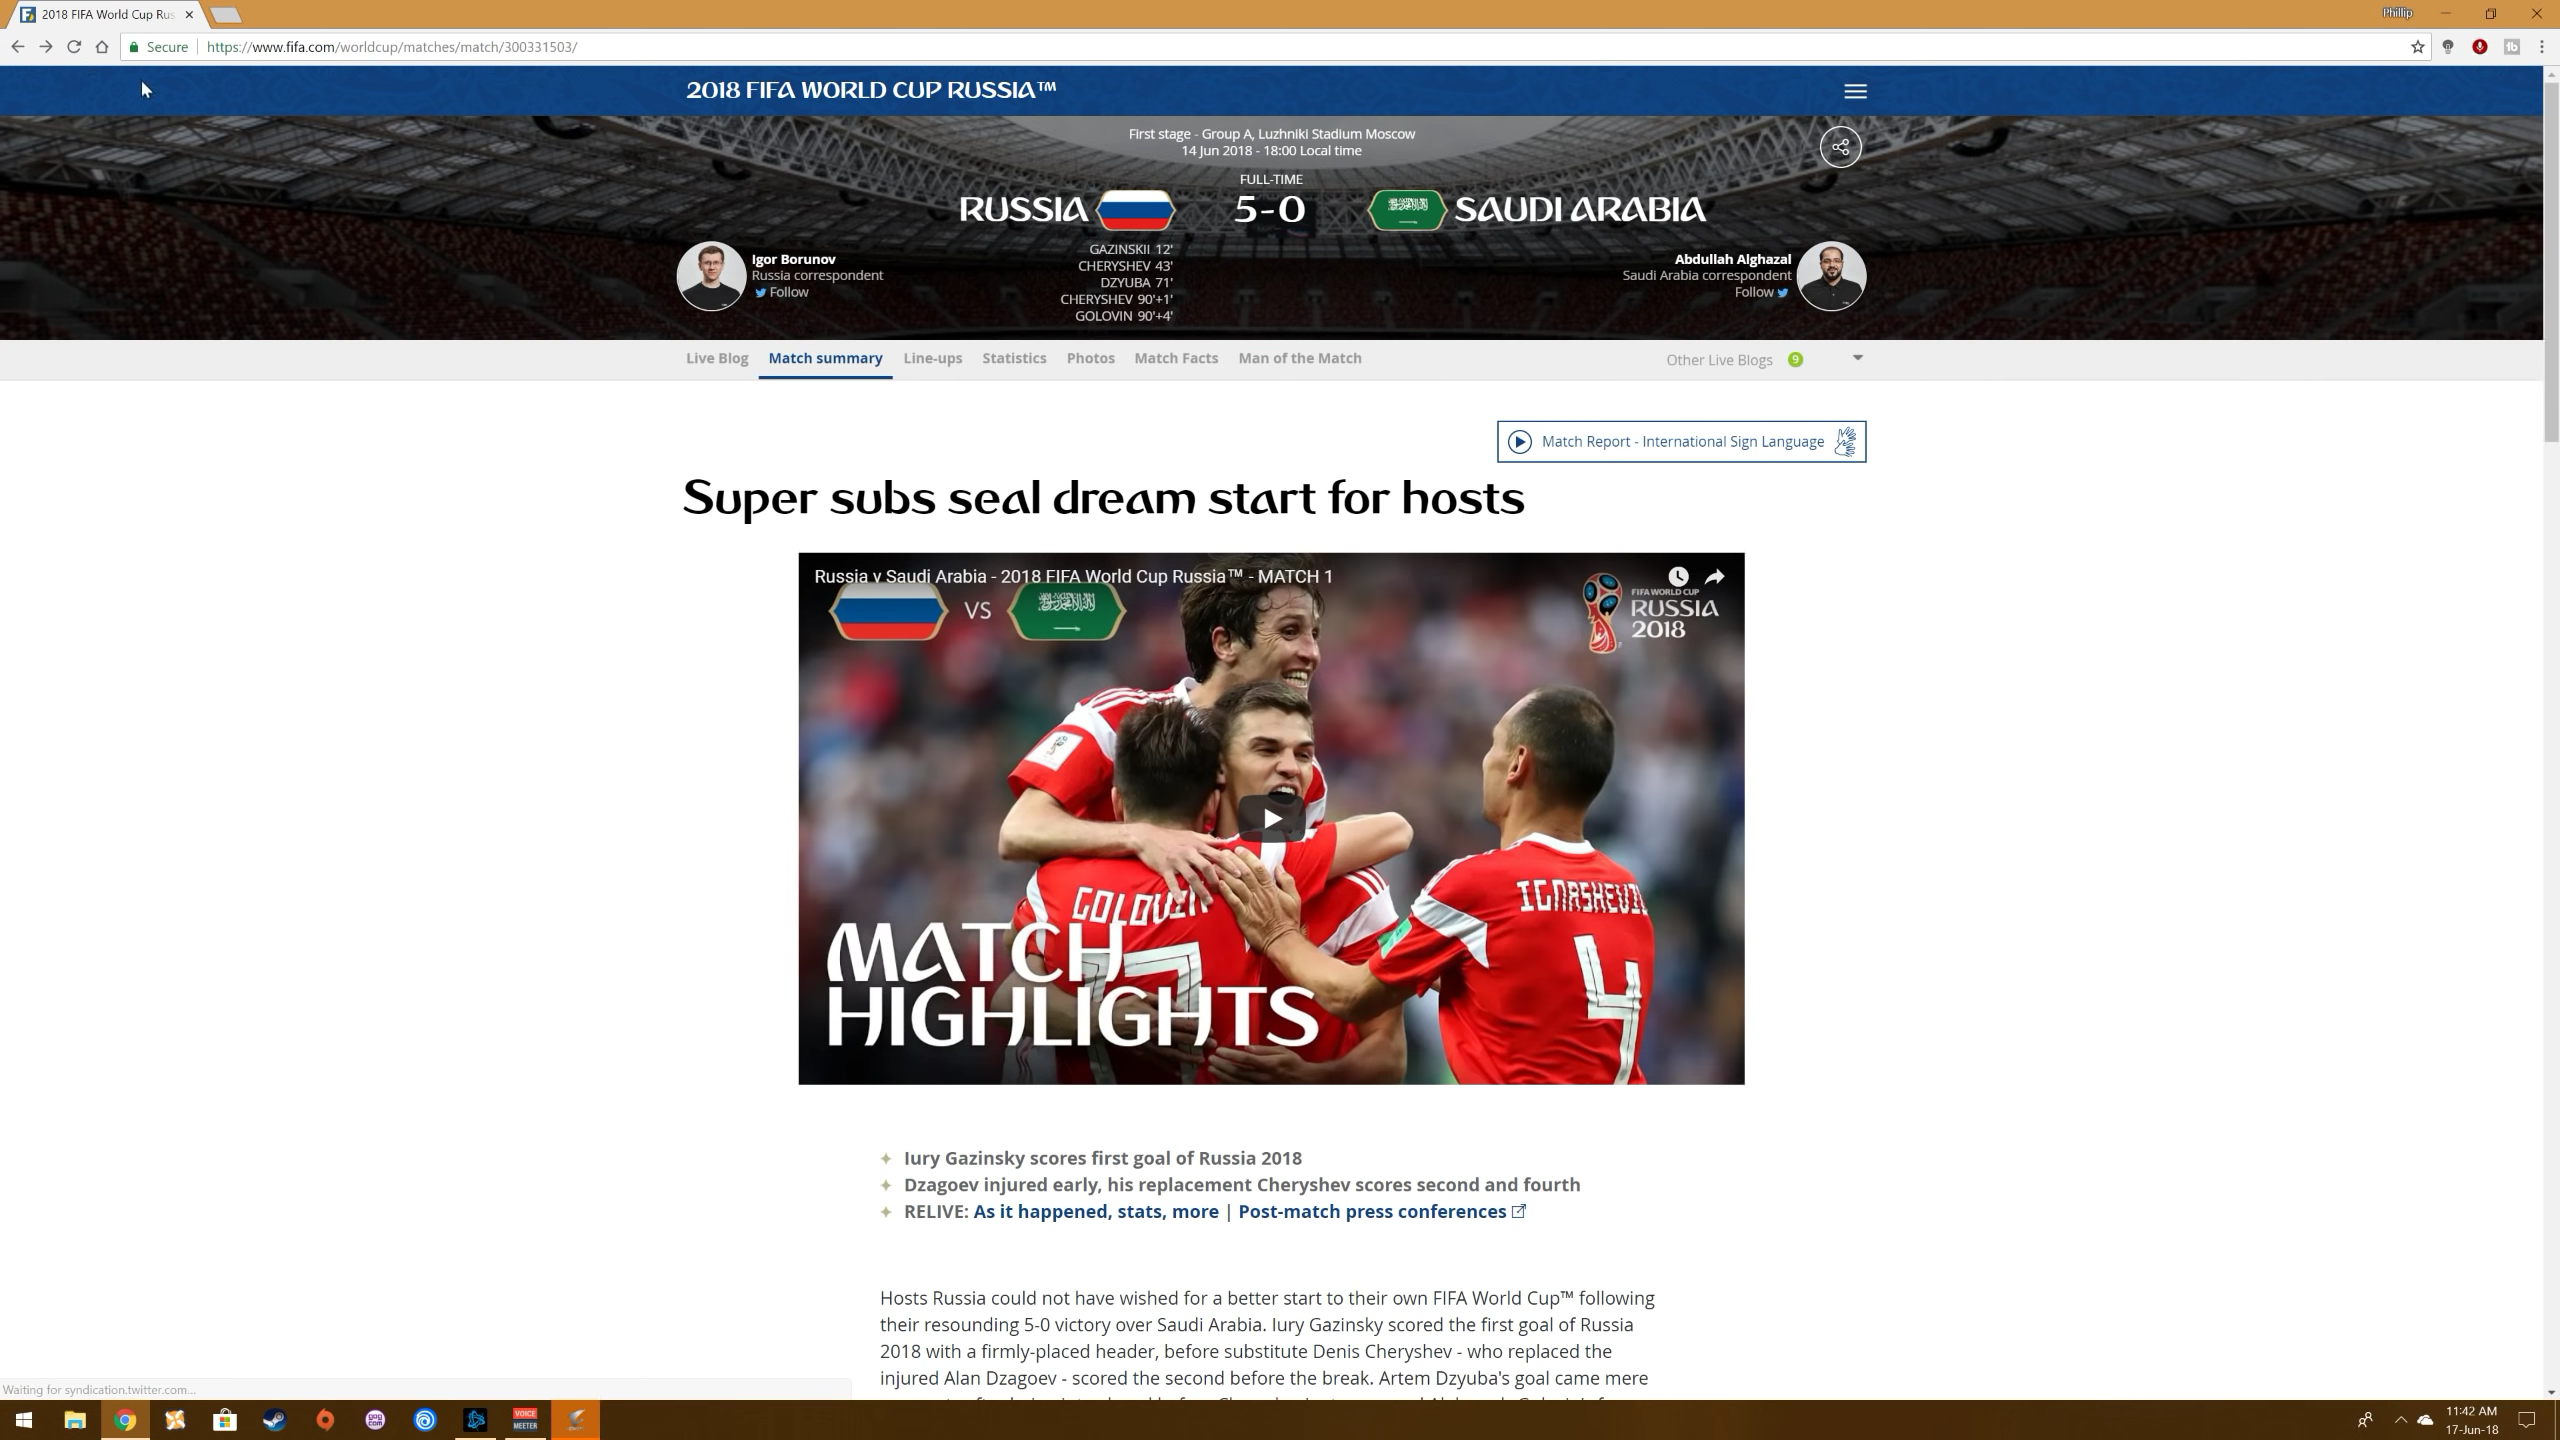 2018 FIFA World Cup Rus
Phillip
Secure
https://www.fifa.com/worldcup/matches/match/300331503/
2018 FIFA WORLD CUP RUSSIA™
First stage - Group A, Luzhniki Stadium Moscow
14 Jun 2018 - 18:00 Local time
FULL-TIME
RUSSIA 5-0 SAUDI ARABIA
GAZINSKII 12'
CHERYSHEV 43'
DZYUBA 71'
CHERYSHEV 90'+1'
GOLOVIN 90'+4'
Igor Borunov
Russia correspondent
Follow
Abdullah Alghazal
Saudi Arabia correspondent
Follow
Live Blog Match summary Line-ups Statistics Photos Match Facts Man of the Match Other Live Blogs 9
Match Report - International Sign Language
Super subs seal dream start for hosts
Russia v Saudi Arabia - 2018 FIFA World Cup Russia™ - MATCH 1
VS
FIFA WORLD CUP
RUSSIA
2018
GOLOVIN
IGNASHEVI
4
MATCH
HIGHLIGHTS
Iury Gazinsky scores first goal of Russia 2018
Dzagoev injured early, his replacement Cheryshev scores second and fourth
RELIVE: As it happened, stats, more | Post-match press conferences
Hosts Russia could not have wished for a better start to their own FIFA World Cup™ following
their resounding 5-0 victory over Saudi Arabia. Iury Gazinsky scored the first goal of Russia
2018 with a firmly-placed header, before substitute Denis Cheryshev - who replaced the
injured Alan Dzagoev - scored the second before the break. Artem Dzyuba's goal came mere
Waiting for syndication.twitter.com...
VOICE
MEETER
11:42 AM
17-Jun-18